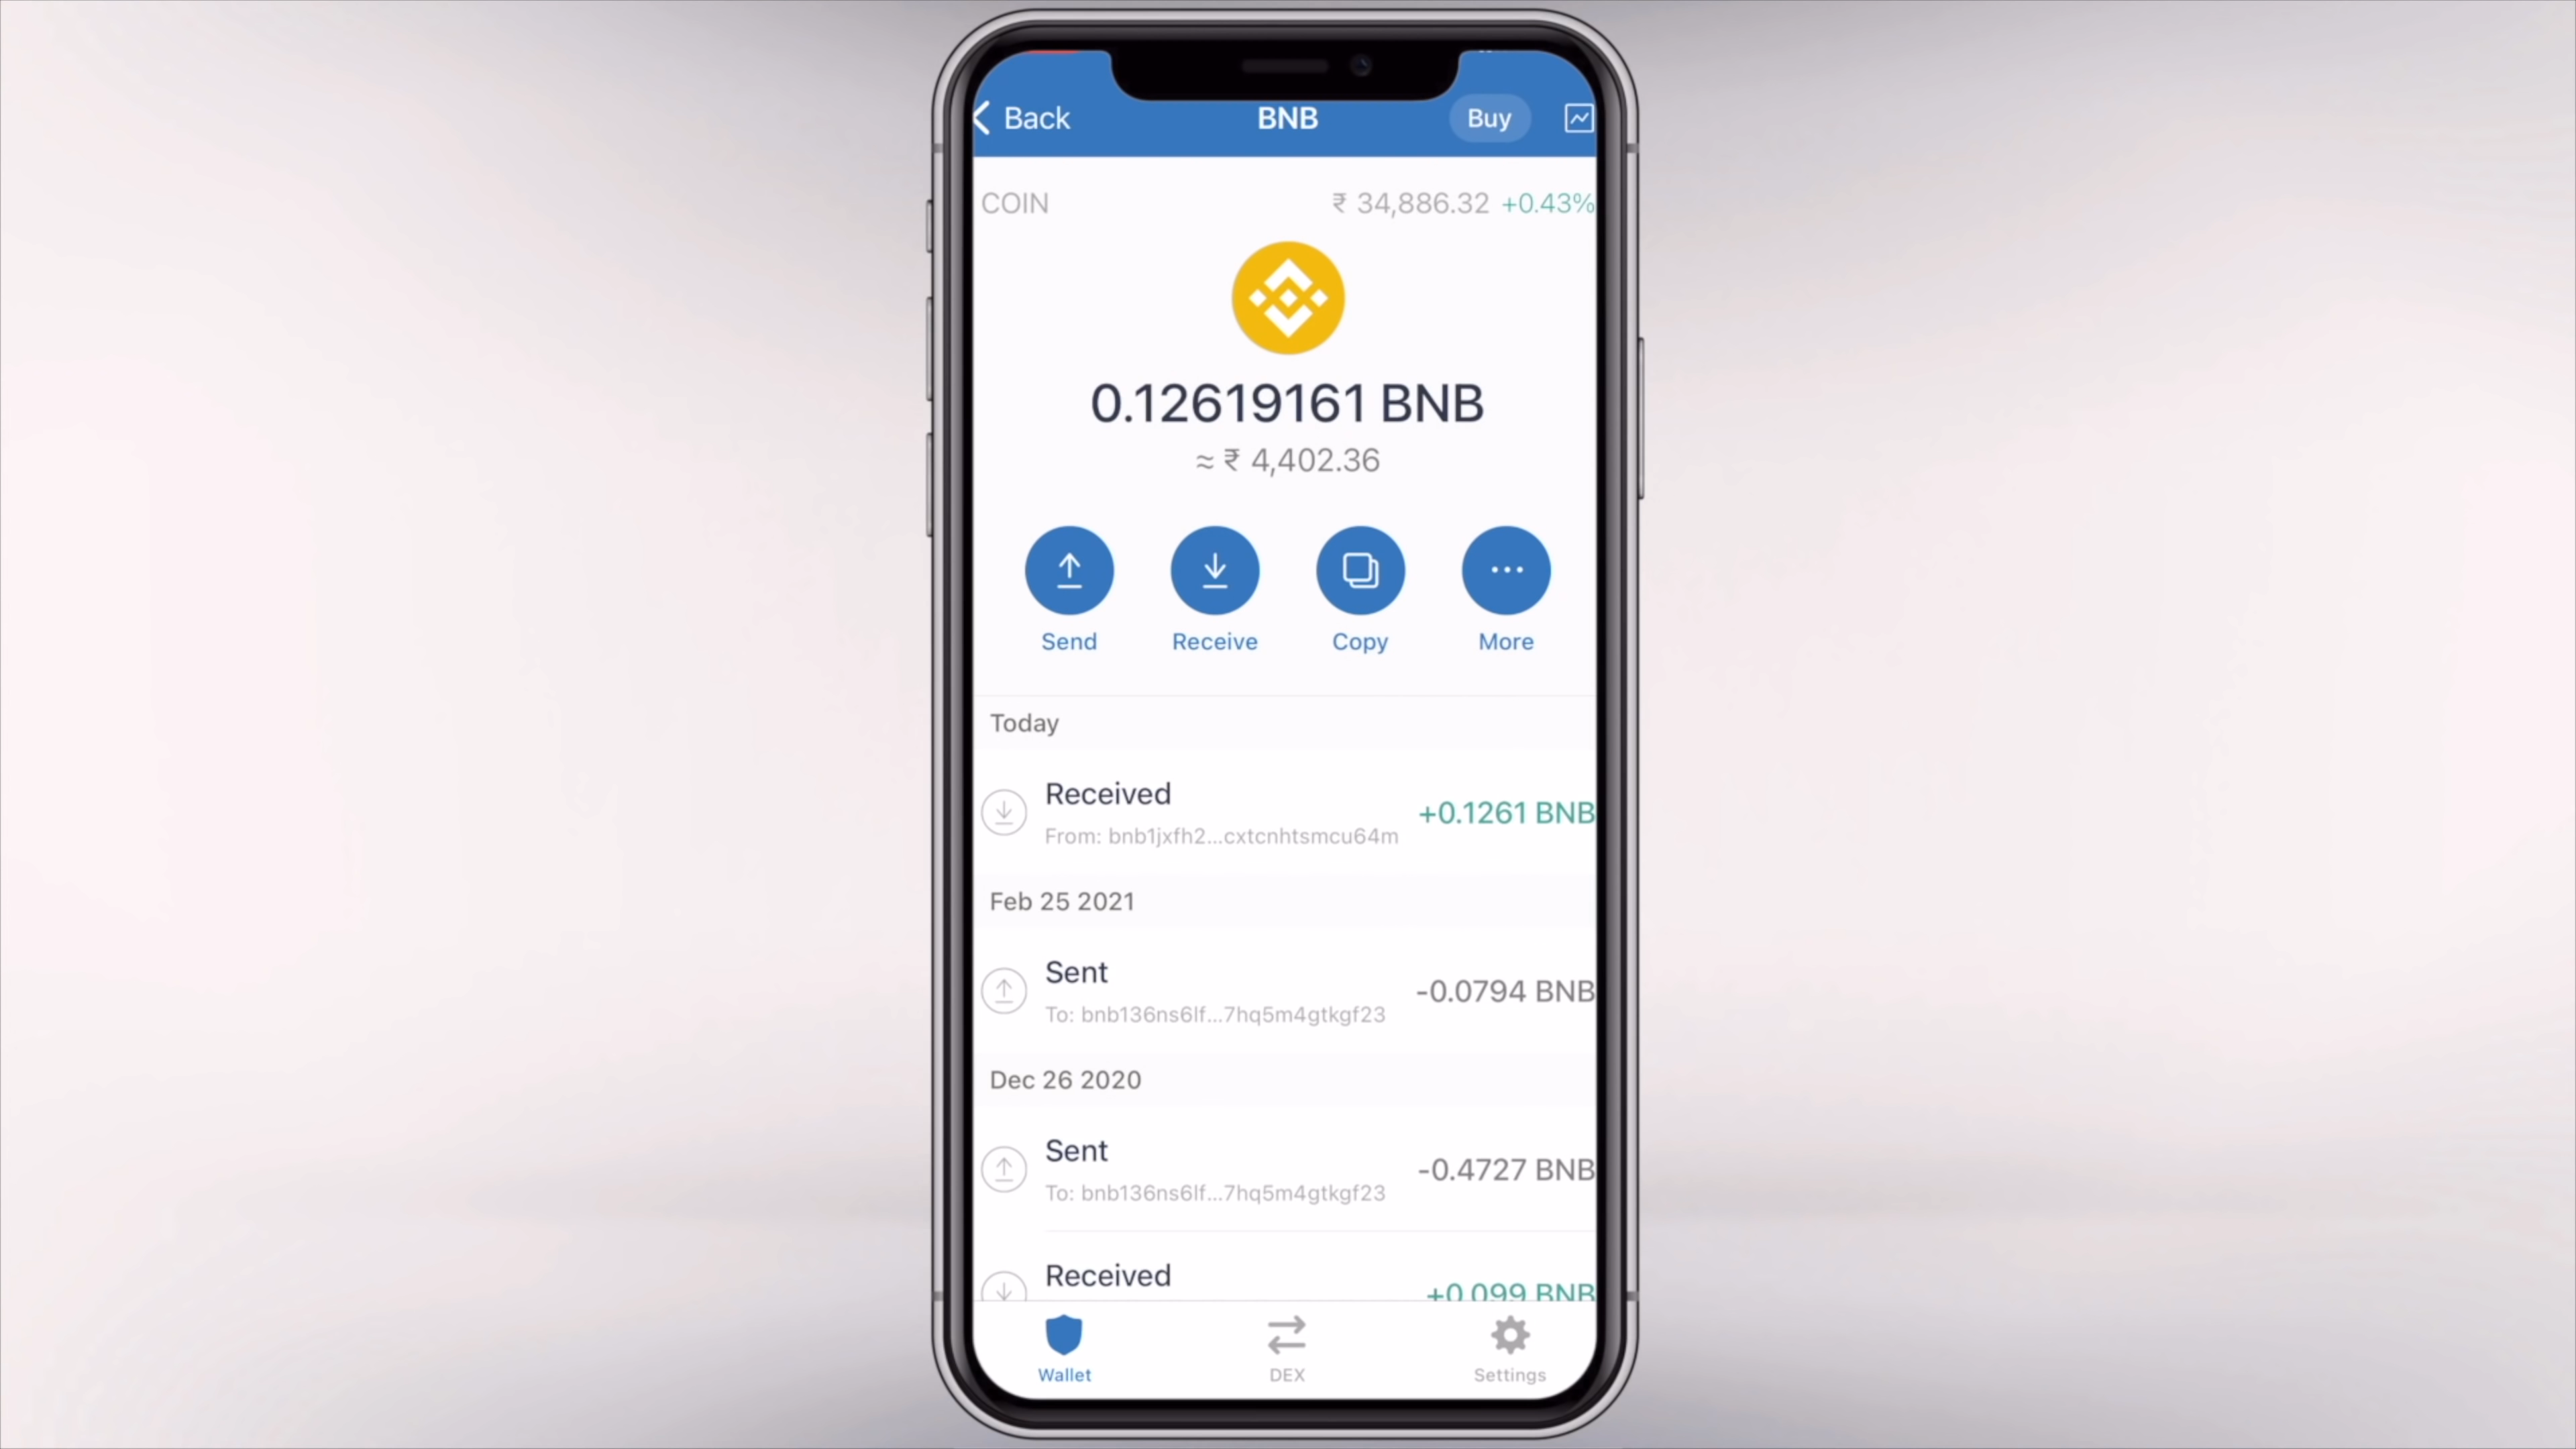 Back
BNB
Buy
COIN
₹ 34,886.32 +0.43%
0.12619161 BNB
≈ ₹ 4,402.36
Send
Receive
Copy
More
Today
Received
+0.1261 BNB
From: bnb1jxfh2...cxtcnhtsmcu64m
Feb 25 2021
Sent
-0.0794 BNB
To: bnb136ns6lf...7hq5m4gtkgf23
Dec 26 2020
Sent
-0.4727 BNB
To: bnb136ns6lf...7hq5m4gtkgf23
Received
+0.099 BNB
Wallet
DEX
Settings